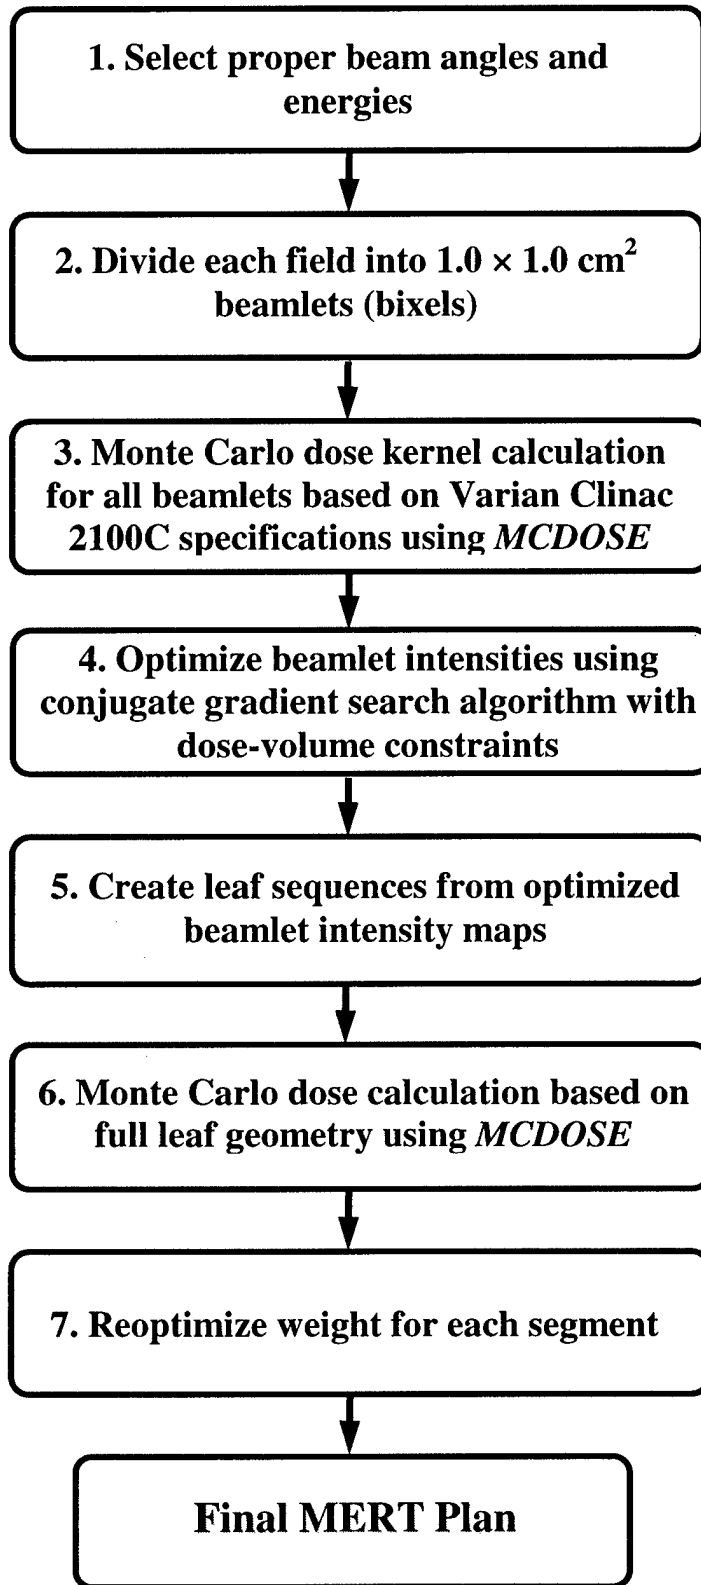 1. Select proper beam angles and
energies
2. Divide each field into 1.0 × 1.0 cm²
beamlets (bixels)
3. Monte Carlo dose kernel calculation
for all beamlets based on Varian Clinac
2100C specifications using MCDOSE
4. Optimize beamlet intensities using
conjugate gradient search algorithm with
dose-volume constraints
5. Create leaf sequences from optimized
beamlet intensity maps
6. Monte Carlo dose calculation based on
full leaf geometry using MCDOSE
7. Reoptimize weight for each segment
Final MERT Plan